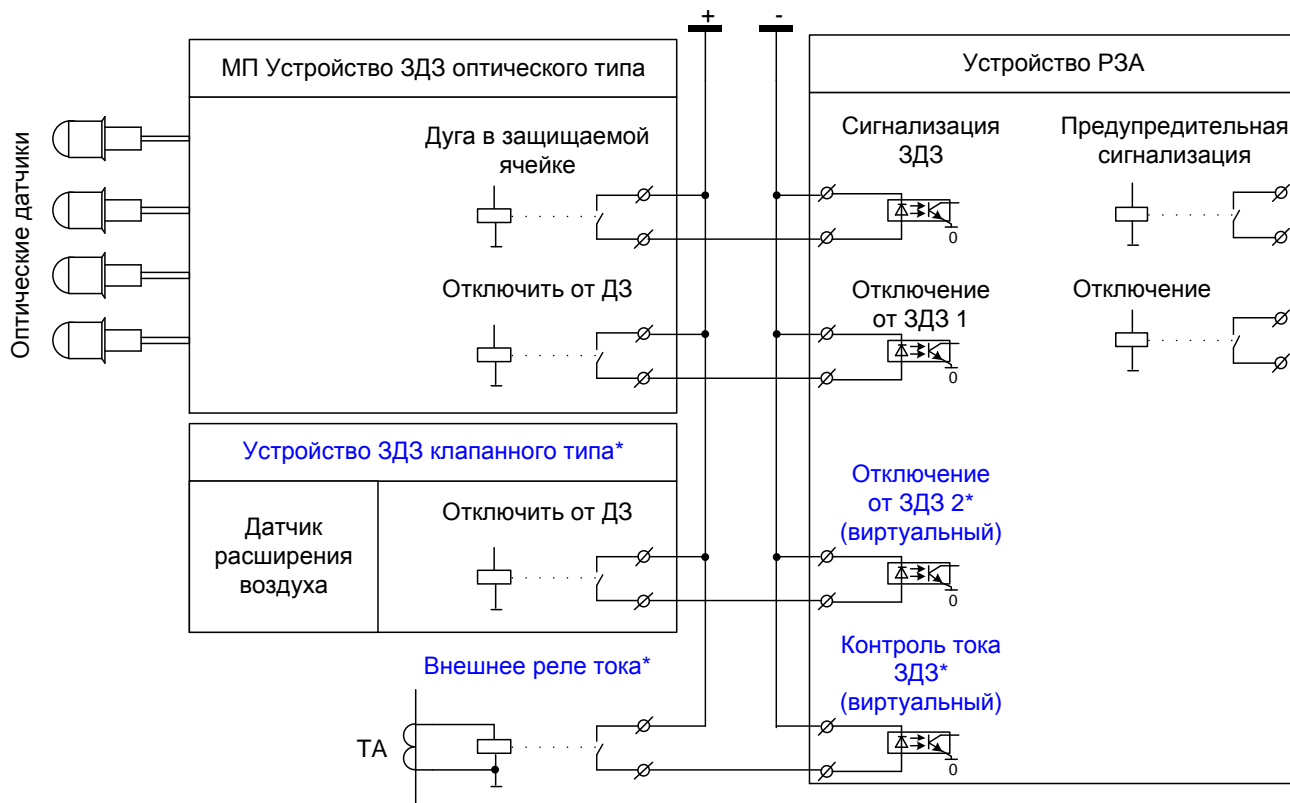 + -
МП Устройство ЗДЗ оптического типа
Оптические датчики
Дуга в защищаемой
ячейке
Отключить от ДЗ
Устройство ЗДЗ клапанного типа*
Датчик
расширения
воздуха
Отключить от ДЗ
Внешнее реле тока*
ТА
Устройство РЗА
Сигнализация
ЗДЗ
0
Предупредительная
сигнализация
Отключение
от ЗДЗ 1
0
Отключение
Отключение
от ЗДЗ 2*
(виртуальный)
0
Контроль тока
ЗДЗ*
(виртуальный)
0